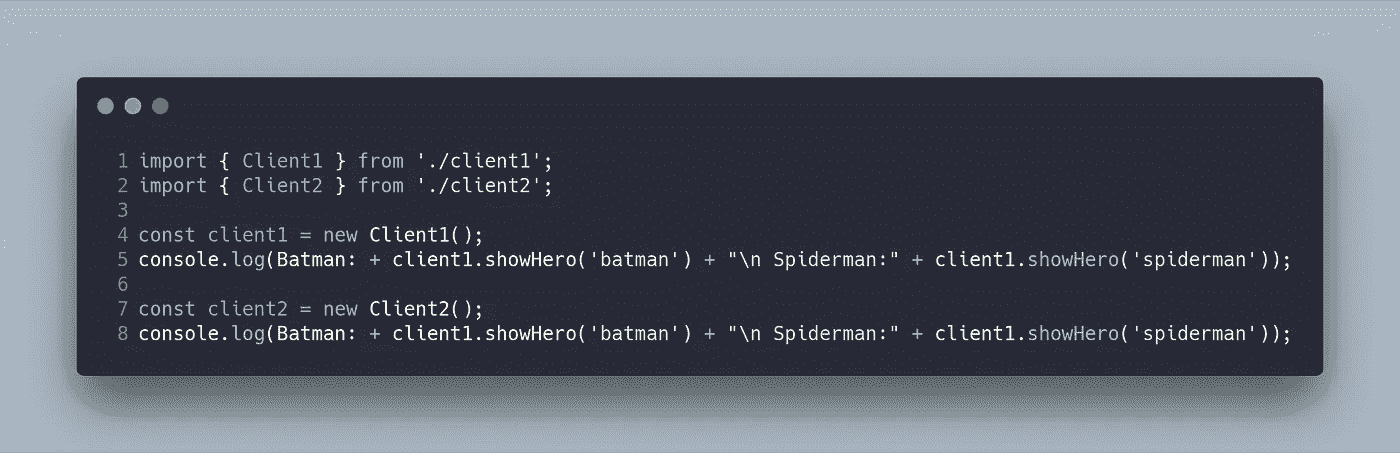 1 import { Client1 } from './client1';
2 import { Client2 } from './client2';
3
4 const client1 = new Client1();
5 console.log(Batman: + client1.showHero('batman') + "\n Spiderman:" + client1.showHero('spiderman'));
6
7 const client2 = new Client2();
8 console.log(Batman: + client1.showHero('batman') + "\n Spiderman:" + client1.showHero('spiderman'));